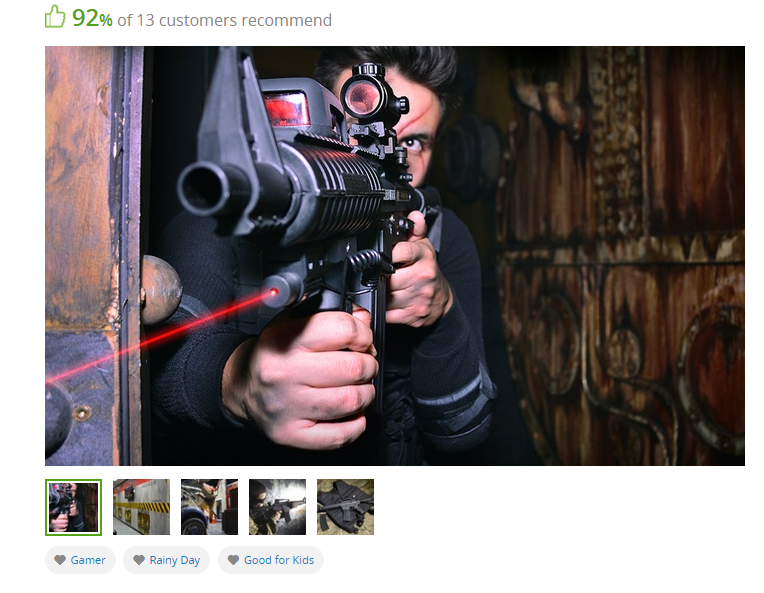 92% of 13 customers recommend
Gamer Rainy Day Good for Kids